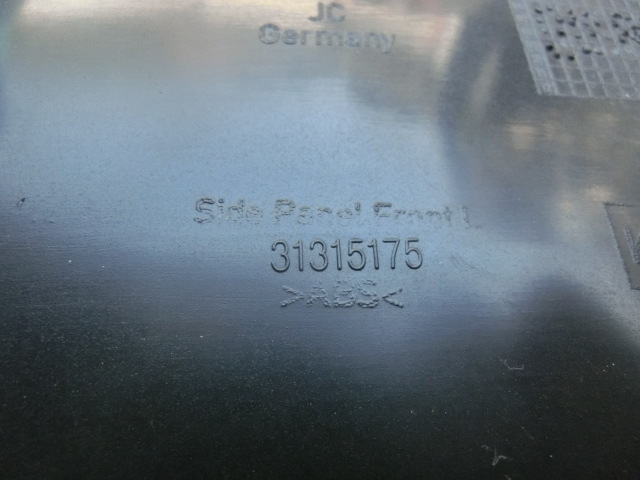 JC
Germany
Side Panel Front L
31315175
>ABS<